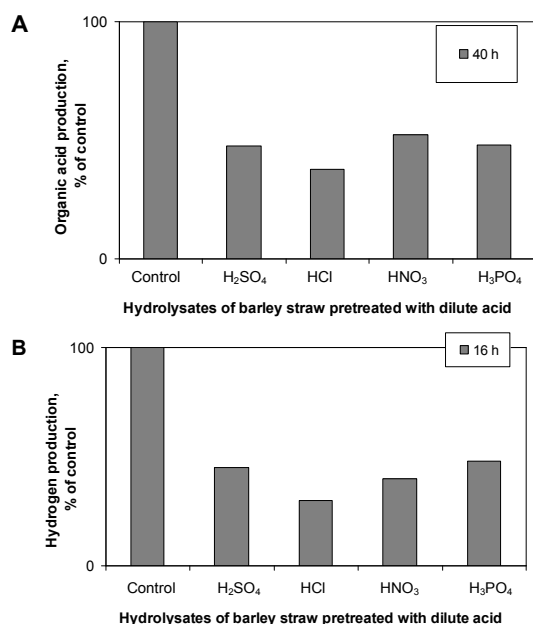 A
100
0
Organic acid production,
% of control
40 h
Control H₂SO₄ HCl HNO₃ H₃PO₄
Hydrolysates of barley straw pretreated with dilute acid
B
100
0
Hydrogen production,
% of control
16 h
Control H₂SO₄ HCl HNO₃ H₃PO₄
Hydrolysates of barley straw pretreated with dilute acid